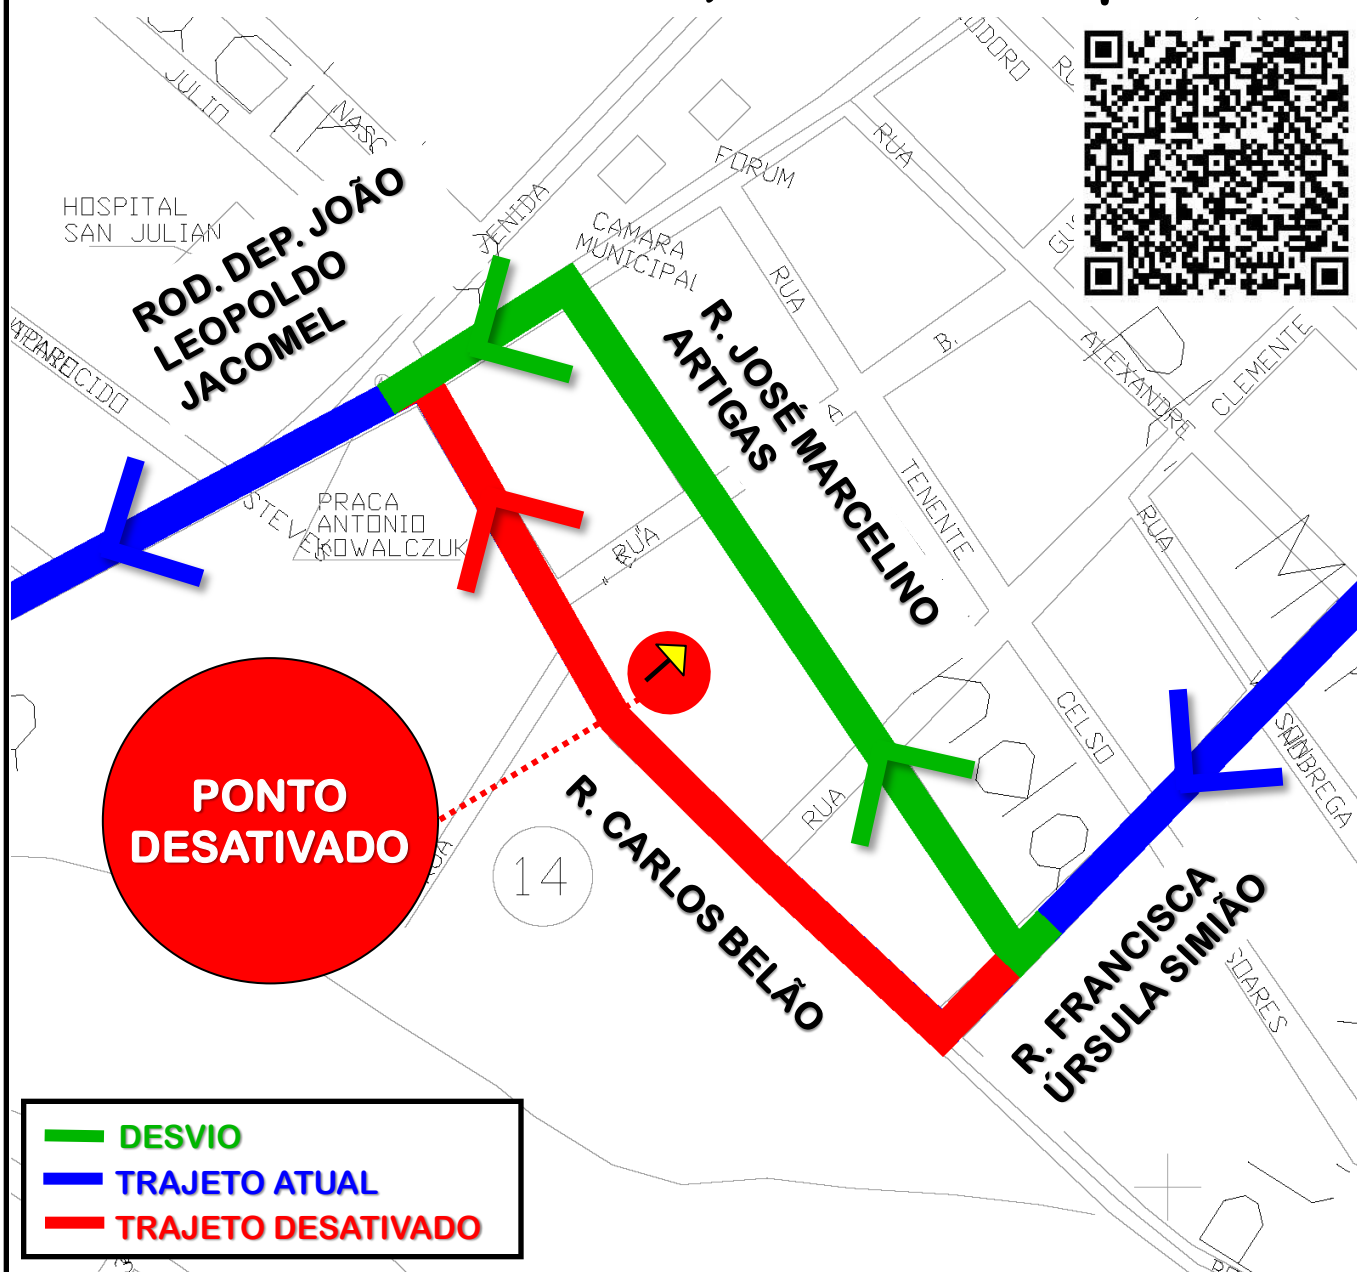 JULIO
NASC
HOSPITAL
SAN JULIAN
ROD. DEP. JOÃO
LEOPOLDO
JACOMEL
FORUM
RUA
CAMARA
MUNICIPAL
RUA
R. JOSÉ MARCELINO
ARTIGAS
B.
A
ALEXANDRE
CLEMENTE
TENENTE
RUA
PRACA
ANTONIO
KOWALCZUK
RUA
CELSO
RUA
PONTO
DESATIVADO
14
R. CARLOS BELÃO
R. FRANCISCA
ÚRSULA SIMIÃO
SOARES
DESVIO
TRAJETO ATUAL
TRAJETO DESATIVADO